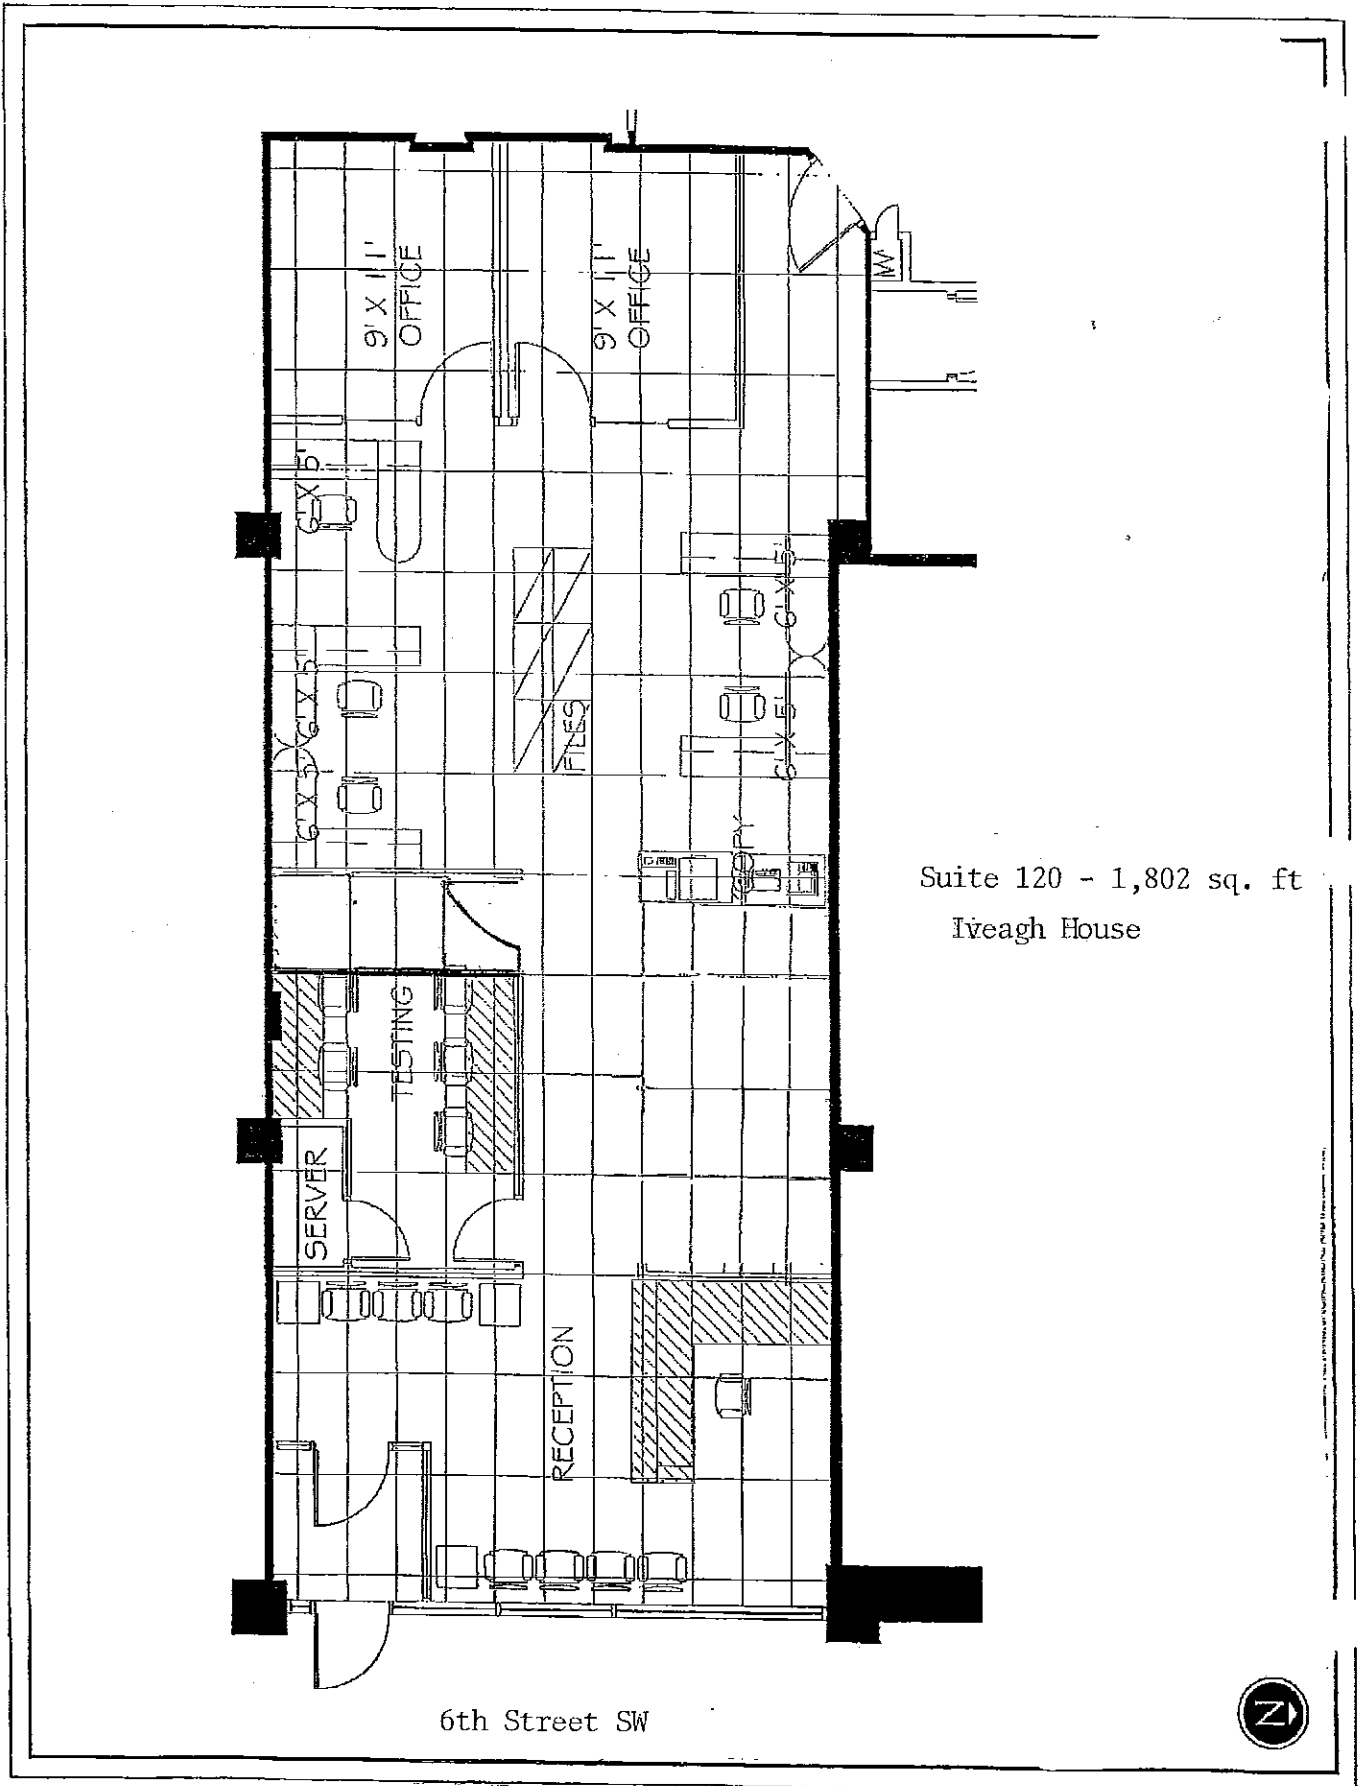 9' X 11'
OFFICE
9' X 11'
OFFICE
6' X 5'
6' X 5'
6' X 5'
6' X 5'
6' X 5'
FILES
COPY
Suite 120 - 1,802 sq. ft
Iveagh House
TESTING
SERVER
RECEPTION
6th Street SW
N